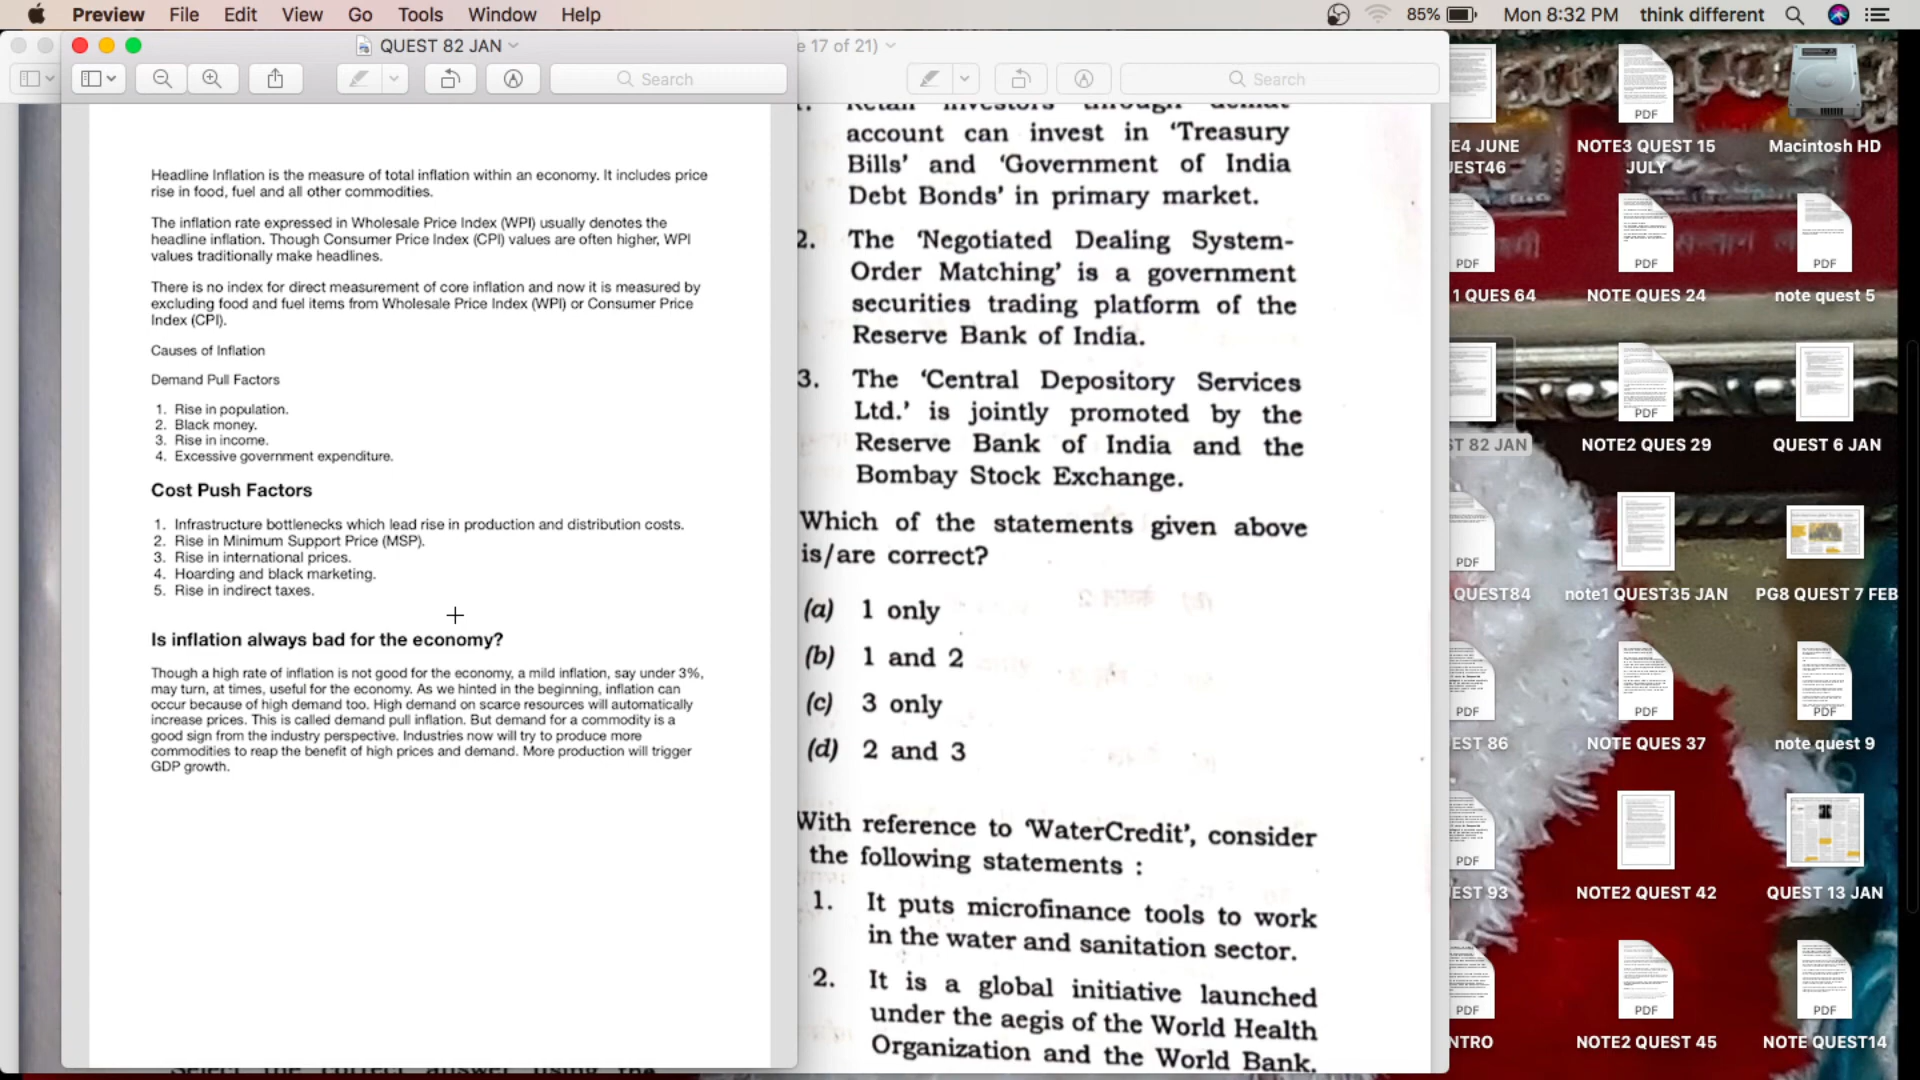 Preview File Edit View Go Tools Window Help
85% Mon 8:32 PM think different
QUEST 82 JAN
e 17 of 21)
Search
Search
Headline Inflation is the measure of total inflation within an economy. It includes price
rise in food, fuel and all other commodities.
The inflation rate expressed in Wholesale Price Index (WPI) usually denotes the
headline inflation. Though Consumer Price Index (CPI) values are often higher, WPI
values traditionally make headlines.
There is no index for direct measurement of core inflation and now it is measured by
excluding food and fuel items from Wholesale Price Index (WPI) or Consumer Price
Index (CPI).
Causes of Inflation
Demand Pull Factors
1. Rise in population.
2. Black money.
3. Rise in income.
4. Excessive government expenditure.
Cost Push Factors
1. Infrastructure bottlenecks which lead rise in production and distribution costs.
2. Rise in Minimum Support Price (MSP).
3. Rise in international prices.
4. Hoarding and black marketing.
5. Rise in indirect taxes.
Is inflation always bad for the economy?
Though a high rate of inflation is not good for the economy, a mild inflation, say under 3%,
may turn, at times, useful for the economy. As we hinted in the beginning, inflation can
occur because of high demand too. High demand on scarce resources will automatically
increase prices. This is called demand pull inflation. But demand for a commodity is a
good sign from the industry perspective. Industries now will try to produce more
commodities to reap the benefit of high prices and demand. More production will trigger
GDP growth.
1. Retail investors through demat
account can invest in ‘Treasury
Bills’ and ‘Government of India
Debt Bonds’ in primary market.
2. The ‘Negotiated Dealing System-
Order Matching’ is a government
securities trading platform of the
Reserve Bank of India.
3. The ‘Central Depository Services
Ltd.’ is jointly promoted by the
Reserve Bank of India and the
Bombay Stock Exchange.
Which of the statements given above
is/are correct?
(a) 1 only
(b) 1 and 2
(c) 3 only
(d) 2 and 3
With reference to ‘WaterCredit’, consider
the following statements :
1. It puts microfinance tools to work
in the water and sanitation sector.
2. It is a global initiative launched
under the aegis of the World Health
Organization and the World Bank.
E4 JUNE
EST46
PDF
NOTE3 QUEST 15
JULY
Macintosh HD
PDF
1 QUES 64
PDF
NOTE QUES 24
PDF
note quest 5
ST 82 JAN
PDF
NOTE2 QUES 29
QUEST 6 JAN
PDF
QUEST84
note1 QUEST35 JAN
PG8 QUEST 7 FEB
PDF
EST 86
PDF
NOTE QUES 37
PDF
note quest 9
PDF
EST 93
NOTE2 QUEST 42
QUEST 13 JAN
PDF
NTRO
PDF
NOTE2 QUEST 45
PDF
NOTE QUEST14